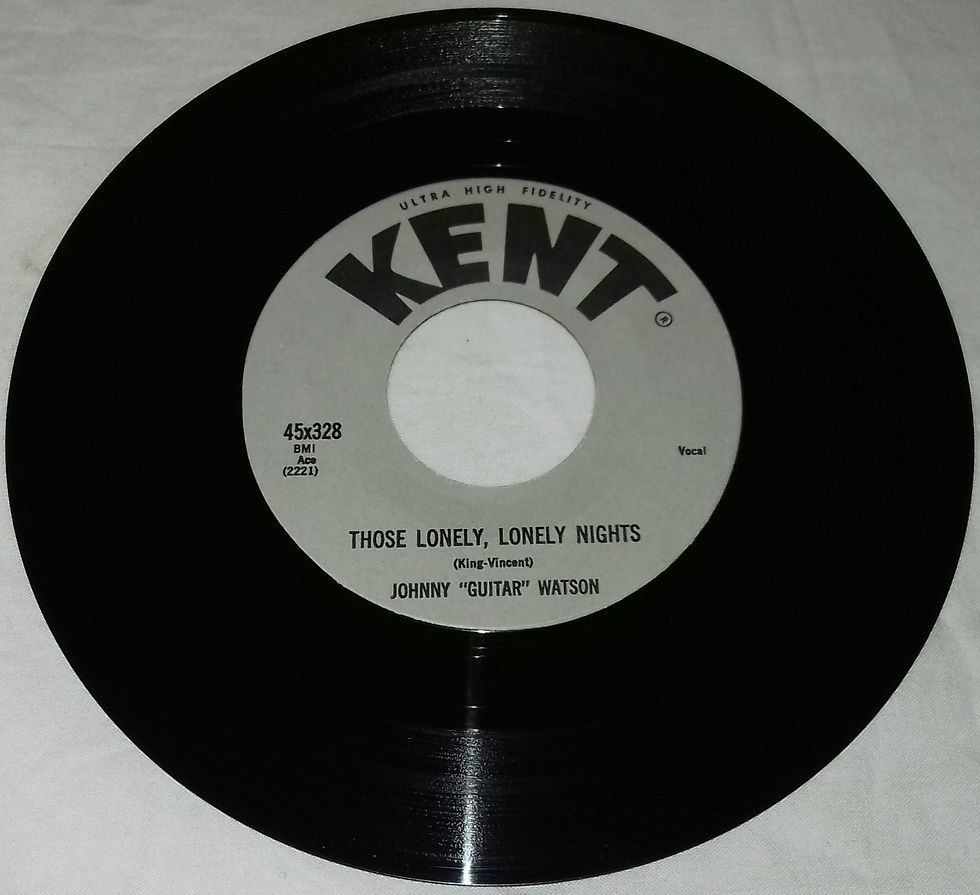 ULTRA HIGH FIDELITY
KENT
®
45x328
BMI
Ace
(2221)
Vocal
THOSE LONELY, LONELY NIGHTS
(King-Vincent)
JOHNNY "GUITAR" WATSON